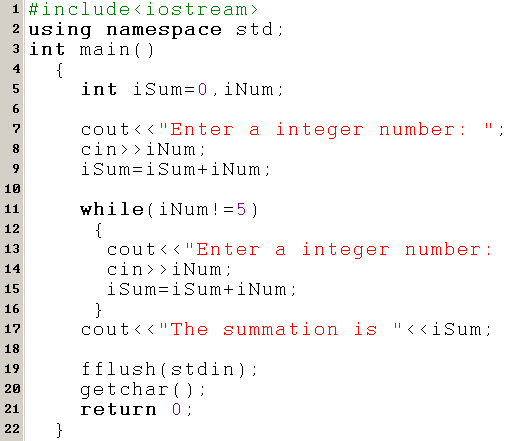 1 #include<iostream>
2 using namespace std;
3 int main()
4 {
5 int iSum=0,iNum;
6
7 cout<<"Enter a integer number: ";
8 cin>>iNum;
9 iSum=iSum+iNum;
10
11 while(iNum!=5)
12 {
13 cout<<"Enter a integer number:
14 cin>>iNum;
15 iSum=iSum+iNum;
16 }
17 cout<<"The summation is "<<iSum;
18
19 fflush(stdin);
20 getchar();
21 return 0;
22 }